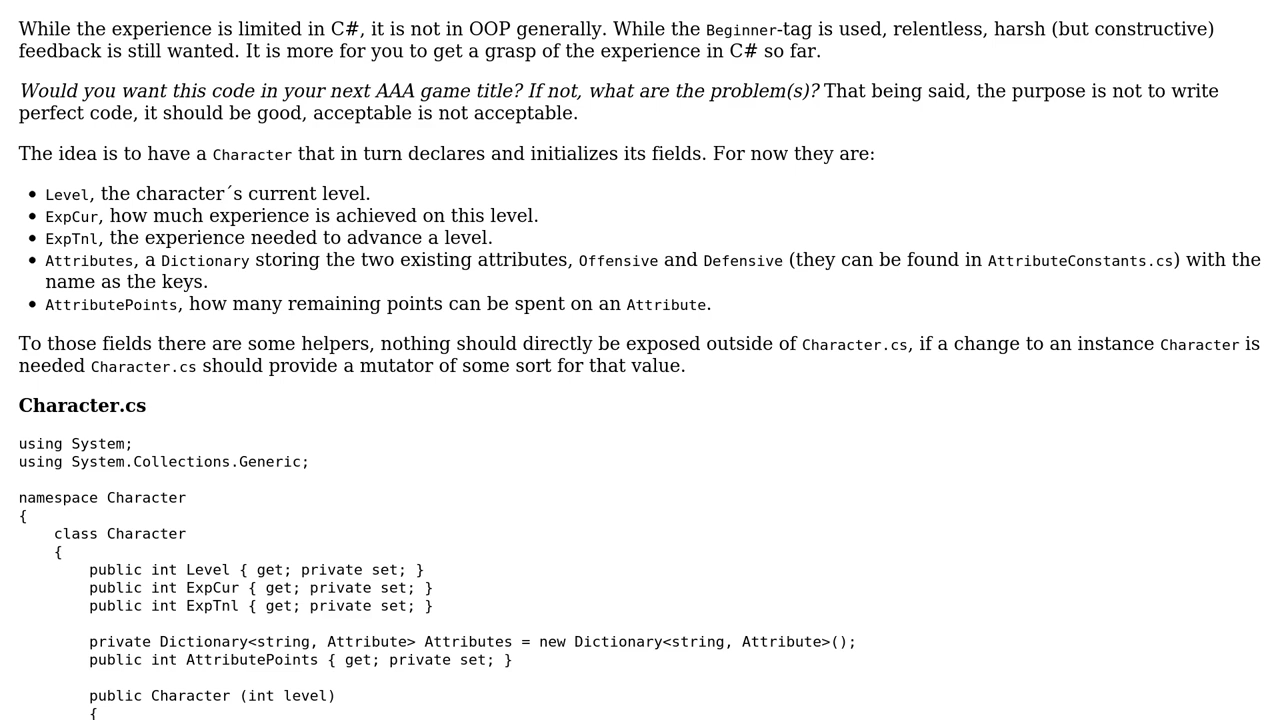 While the experience is limited in C#, it is not in OOP generally. While the Beginner-tag is used, relentless, harsh (but constructive)
feedback is still wanted. It is more for you to get a grasp of the experience in C# so far.
Would you want this code in your next AAA game title? If not, what are the problem(s)? That being said, the purpose is not to write
perfect code, it should be good, acceptable is not acceptable.
The idea is to have a Character that in turn declares and initializes its fields. For now they are:
• Level, the character´s current level.
• ExpCur, how much experience is achieved on this level.
• ExpTnl, the experience needed to advance a level.
• Attributes, a Dictionary storing the two existing attributes, Offensive and Defensive (they can be found in AttributeConstants.cs) with the
name as the keys.
• AttributePoints, how many remaining points can be spent on an Attribute.
To those fields there are some helpers, nothing should directly be exposed outside of Character.cs, if a change to an instance Character is
needed Character.cs should provide a mutator of some sort for that value.
Character.cs
using System;
using System.Collections.Generic;
namespace Character
{
    class Character
    {
        public int Level { get; private set; }
        public int ExpCur { get; private set; }
        public int ExpTnl { get; private set; }
        private Dictionary<string, Attribute> Attributes = new Dictionary<string, Attribute>();
        public int AttributePoints { get; private set; }
        public Character (int level)
        {